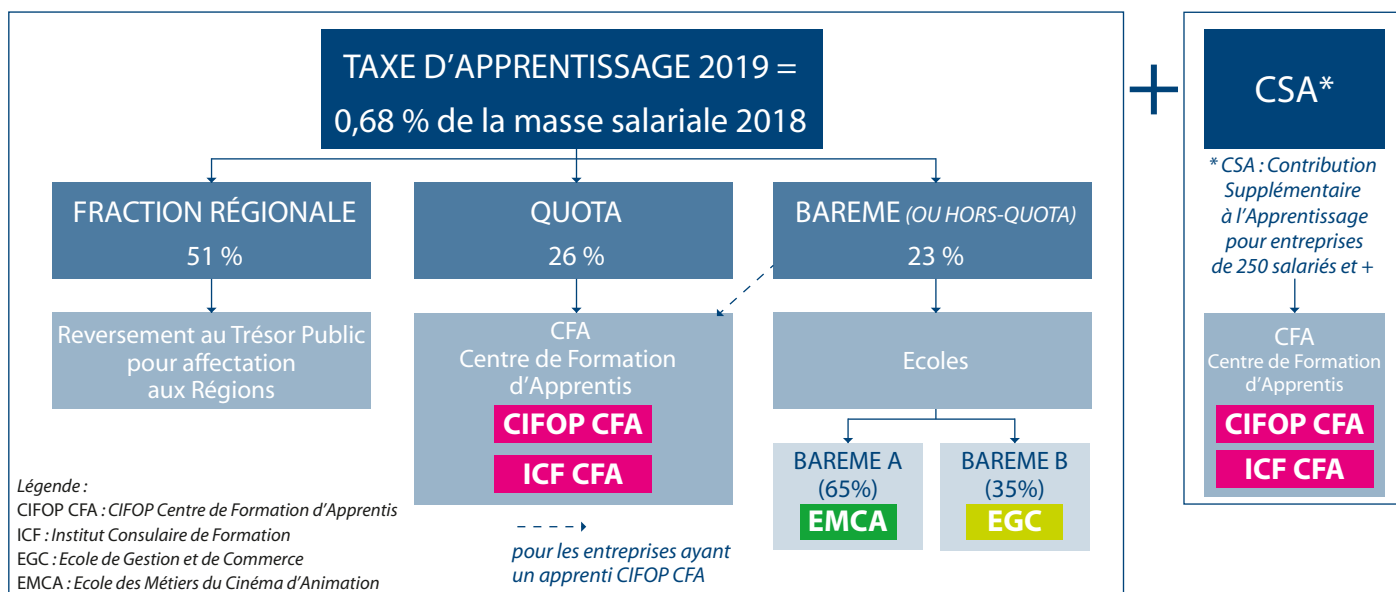 TAXE D'APPRENTISSAGE 2019 =
0,68 % de la masse salariale 2018
FRACTION RÉGIONALE
51 %
QUOTA
26 %
BAREME (OU HORS-QUOTA)
23 %
Reversement au Trésor Public
pour affectation
aux Régions
CFA
Centre de Formation
d'Apprentis
CIFOP CFA
ICF CFA
Ecoles
BAREME A
(65%)
EMCA
BAREME B
(35%)
EGC
pour les entreprises ayant
un apprenti CIFOP CFA
Légende :
CIFOP CFA : CIFOP Centre de Formation d'Apprentis
ICF : Institut Consulaire de Formation
EGC : Ecole de Gestion et de Commerce
EMCA : Ecole des Métiers du Cinéma d'Animation
+
CSA*
* CSA : Contribution
Supplémentaire
à l'Apprentissage
pour entreprises
de 250 salariés et +
CFA
Centre de Formation
d'Apprentis
CIFOP CFA
ICF CFA